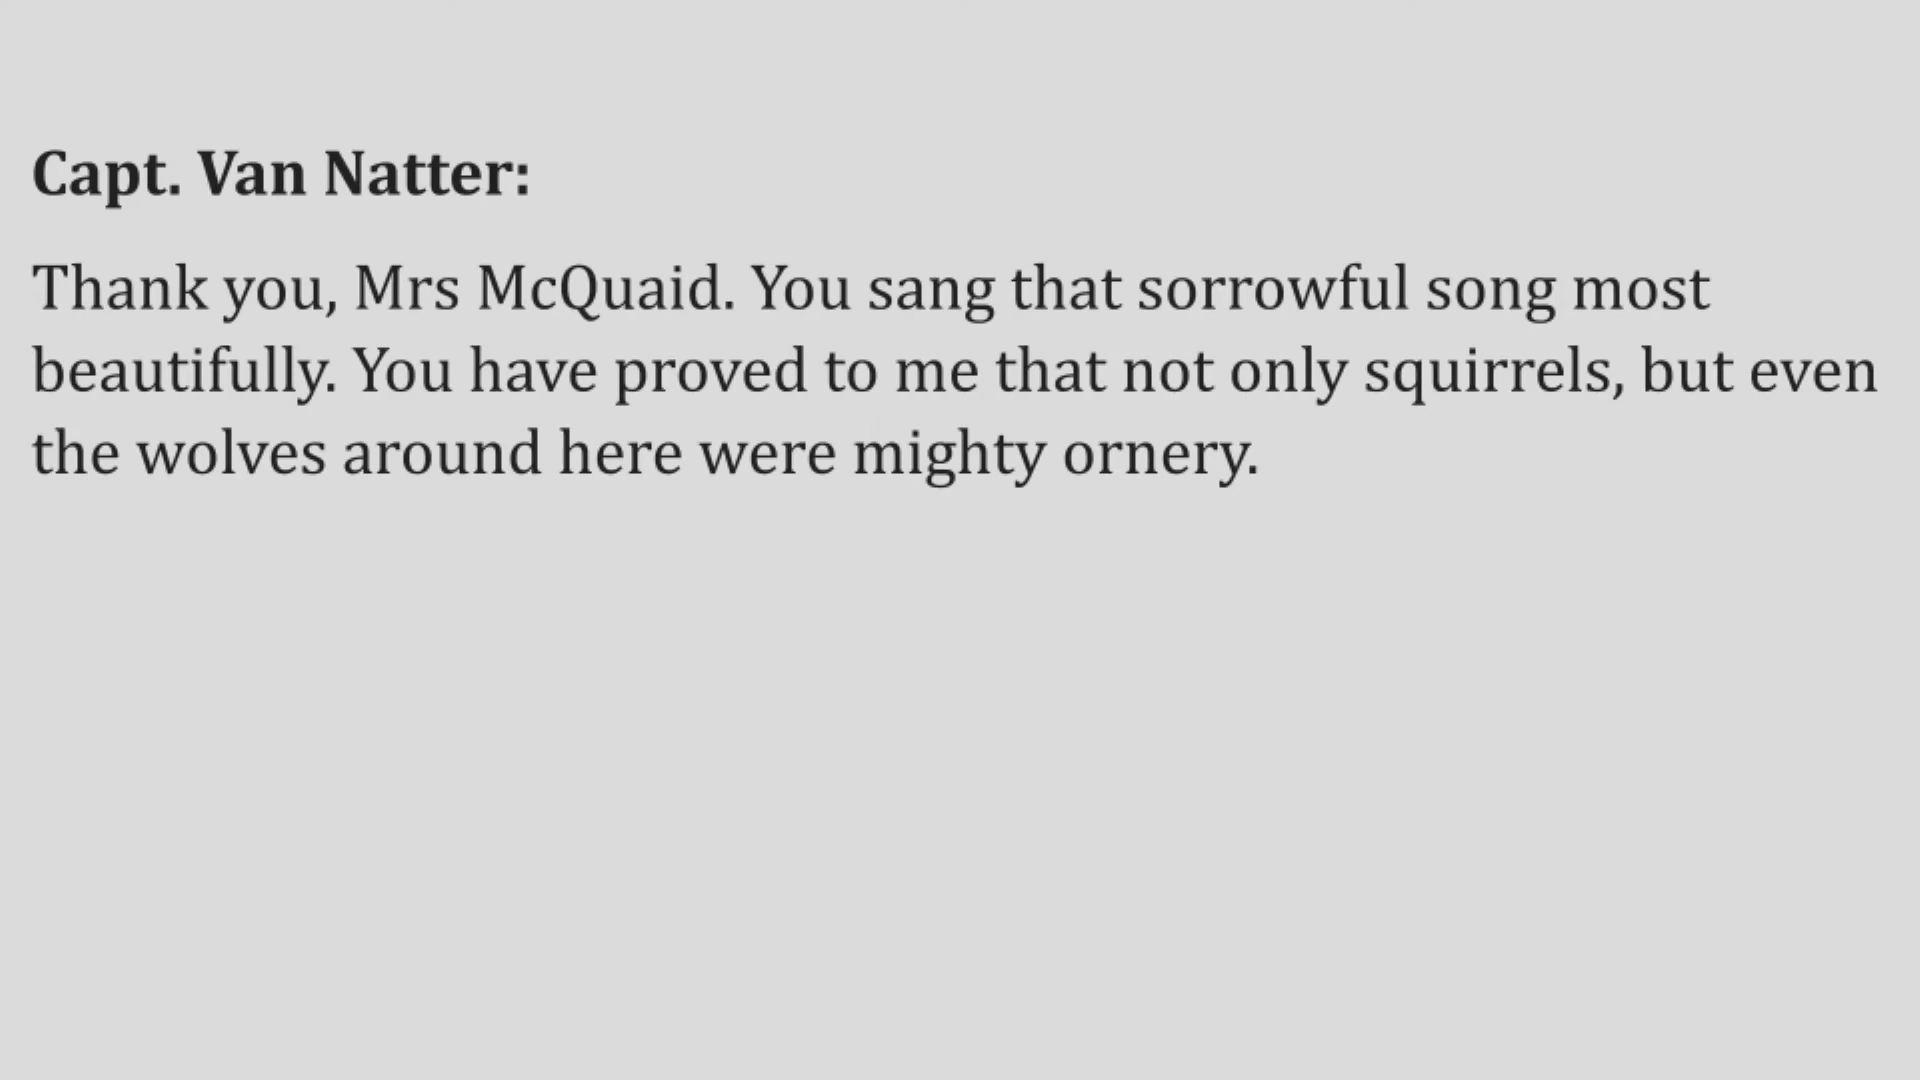 Capt. Van Natter:
Thank you, Mrs McQuaid. You sang that sorrowful song most
beautifully. You have proved to me that not only squirrels, but even
the wolves around here were mighty ornery.